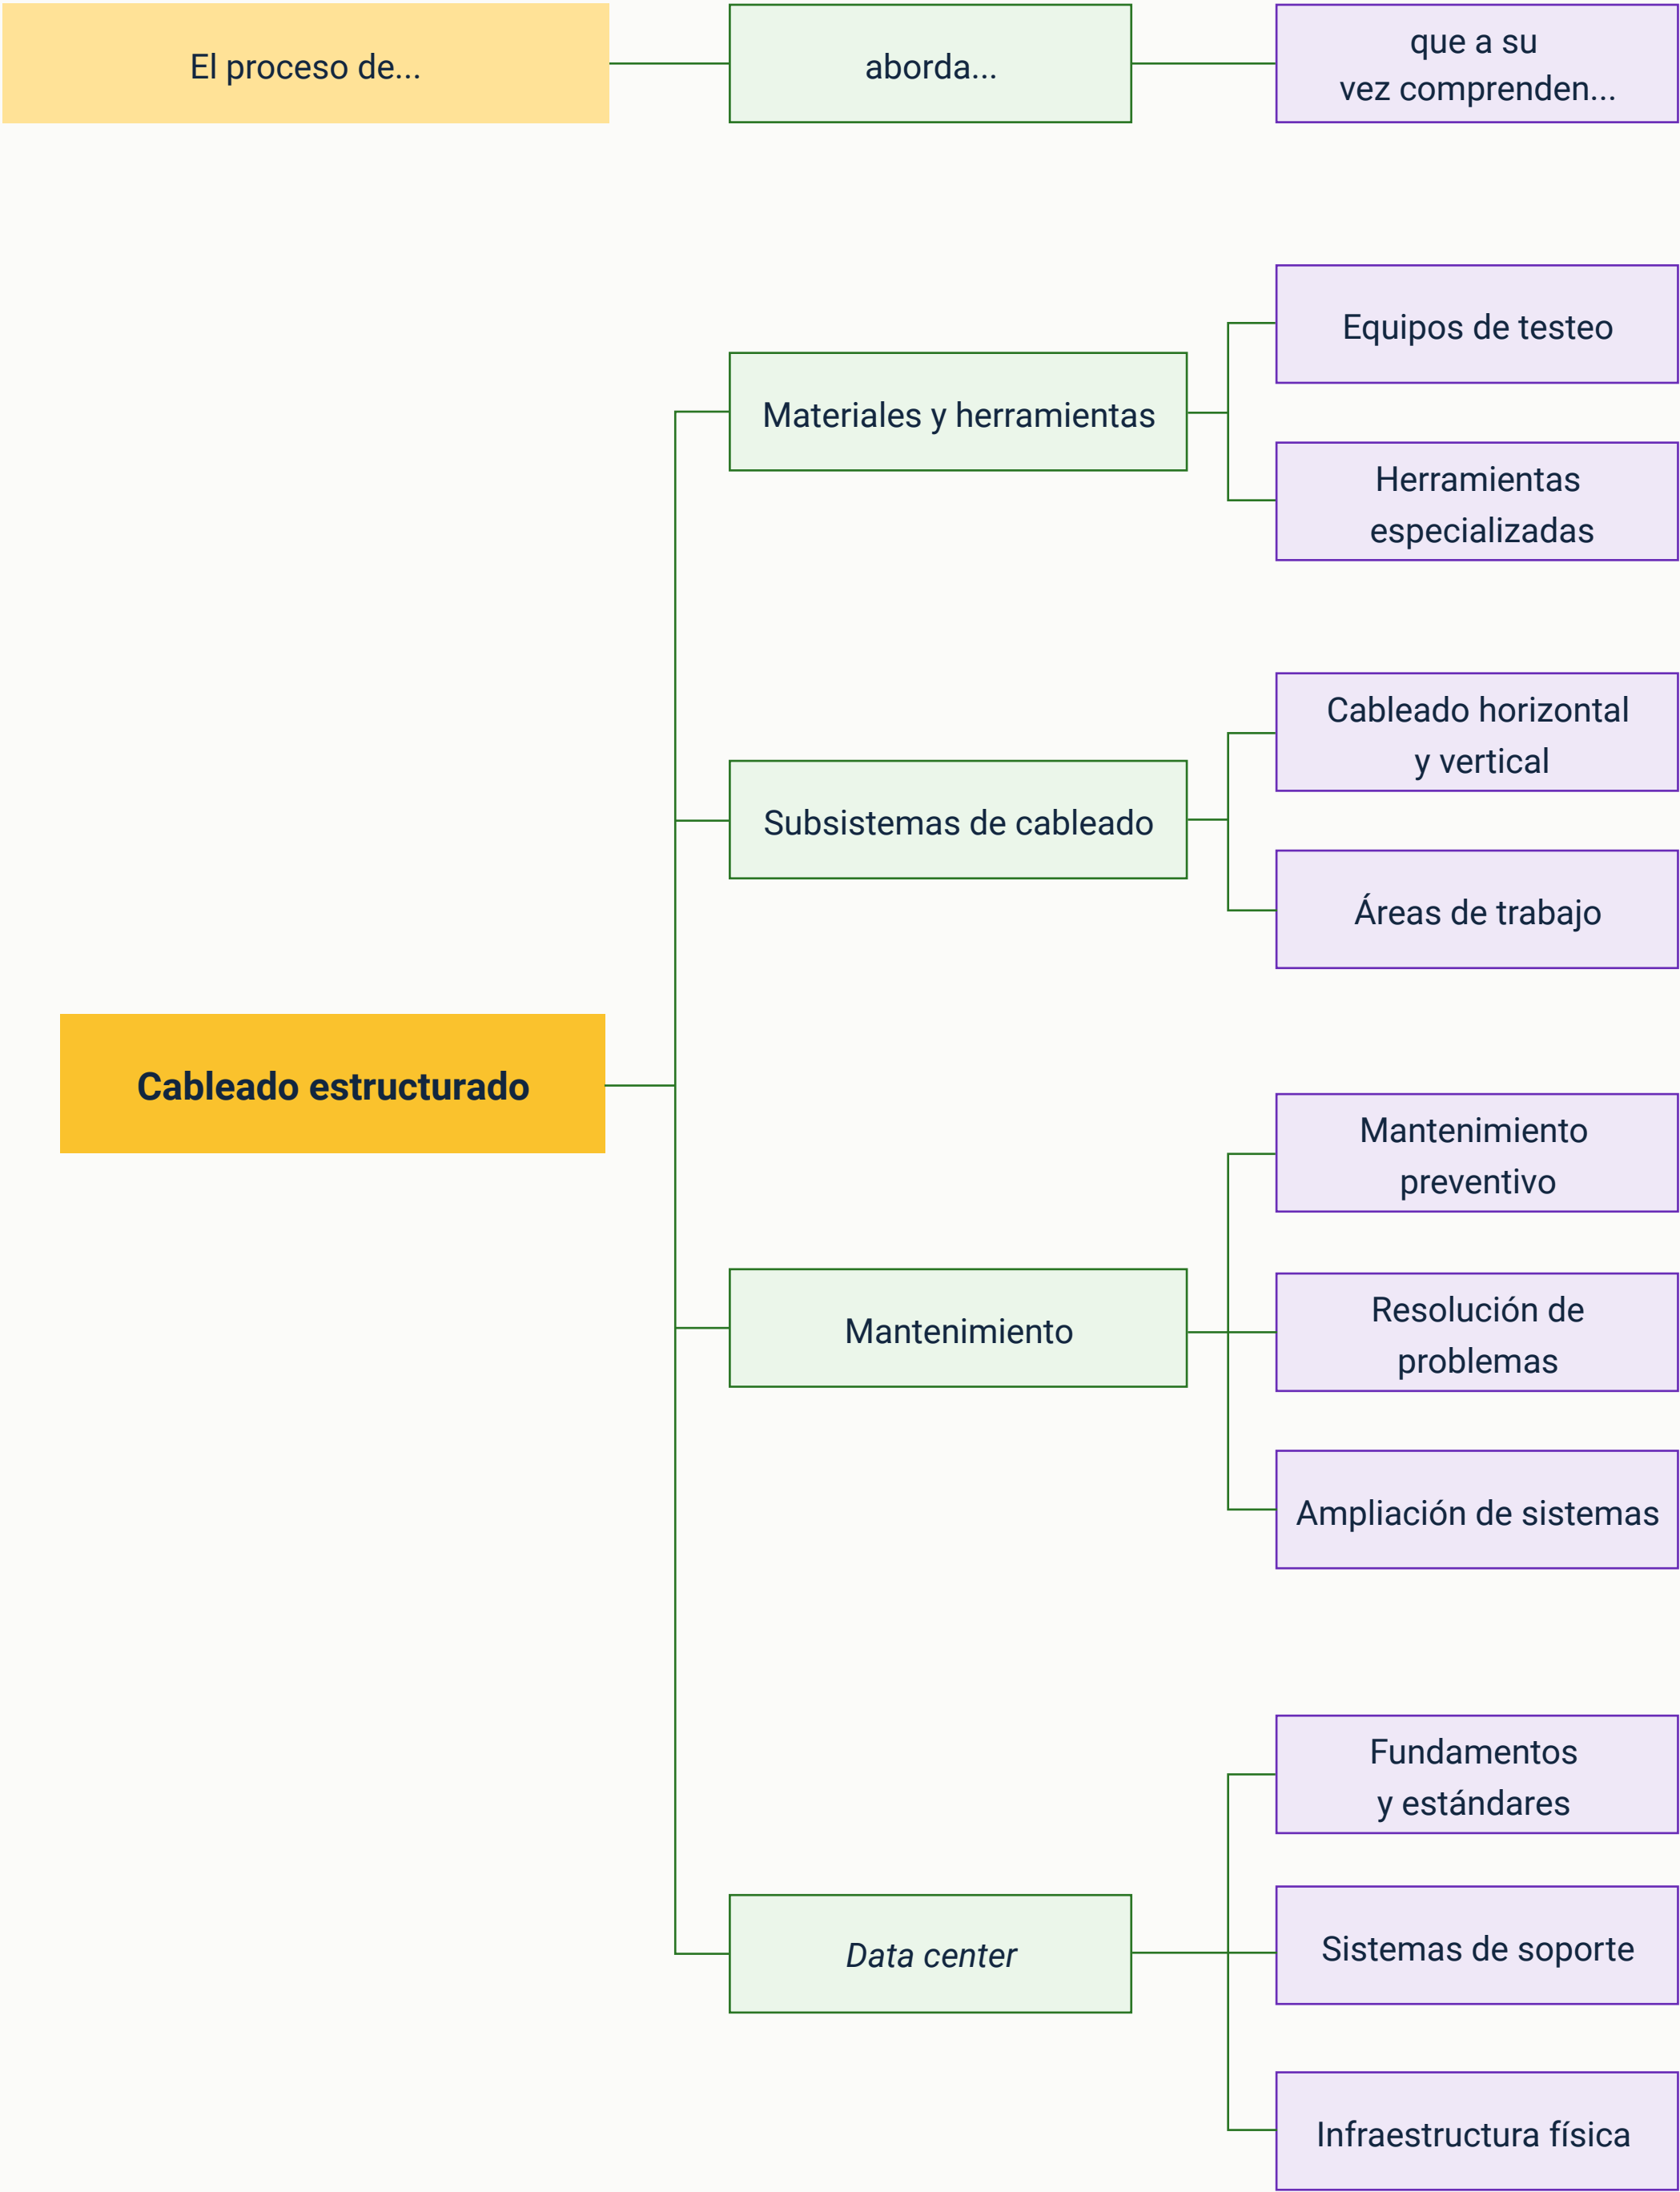 El proceso de...
aborda...
que a su
vez comprenden...
Equipos de testeo
Materiales y herramientas
Herramientas
especializadas
Cableado horizontal
y vertical
Subsistemas de cableado
Áreas de trabajo
Cableado estructurado
Mantenimiento
preventivo
Mantenimiento
Resolución de
problemas
Ampliación de sistemas
Fundamentos
y estándares
Data center
Sistemas de soporte
Infraestructura física